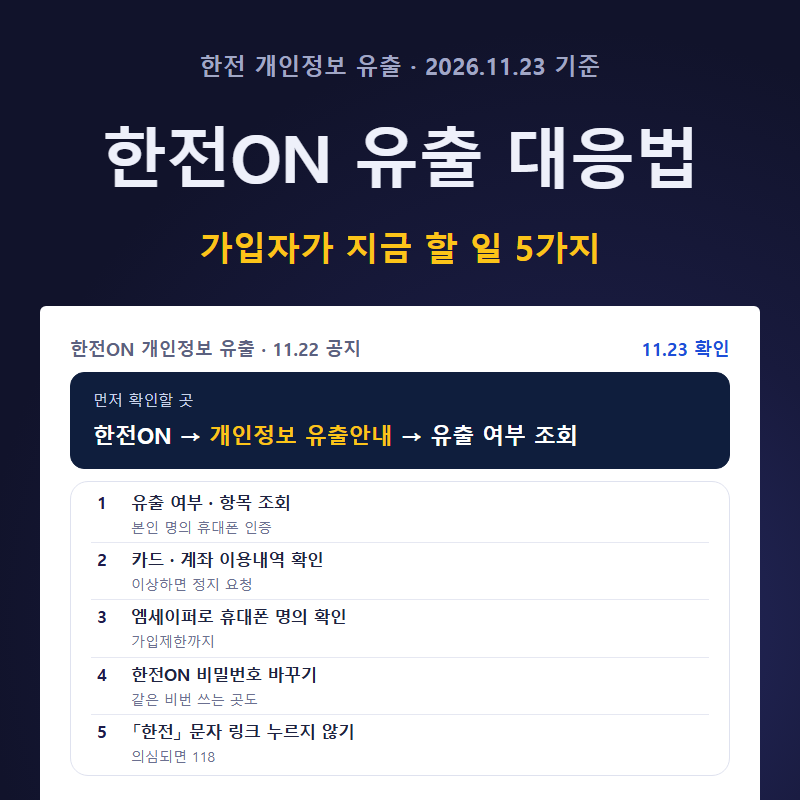 한전 개인정보 유출 · 2026.11.23 기준
한전ON 유출 대응법
가입자가 지금 할 일 5가지
한전ON 개인정보 유출 · 11.22 공지
11.23 확인
먼저 확인할 곳
한전ON → 개인정보 유출안내 → 유출 여부 조회
1 유출 여부 · 항목 조회
본인 명의 휴대폰 인증
2 카드 · 계좌 이용내역 확인
이상하면 정지 요청
3 엠세이퍼로 휴대폰 명의 확인
가입제한까지
4 한전ON 비밀번호 바꾸기
같은 비번 쓰는 곳도
5 「한전」 문자 링크 누르지 않기
의심되면 118